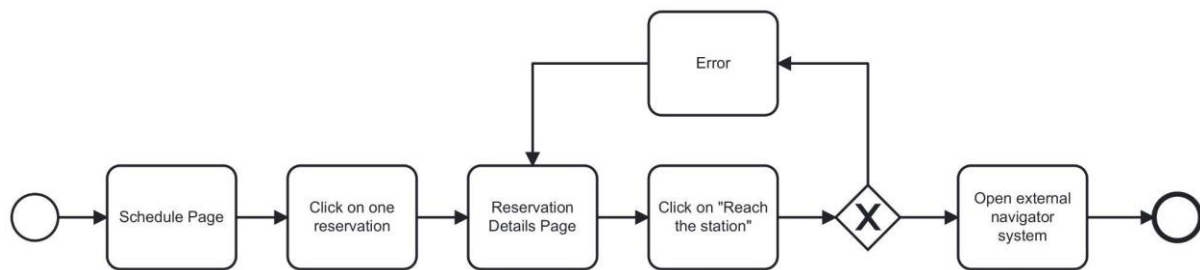 Error
Schedule Page
Click on one
reservation
Reservation
Details Page
Click on "Reach
the station"
X
Open external
navigator
system